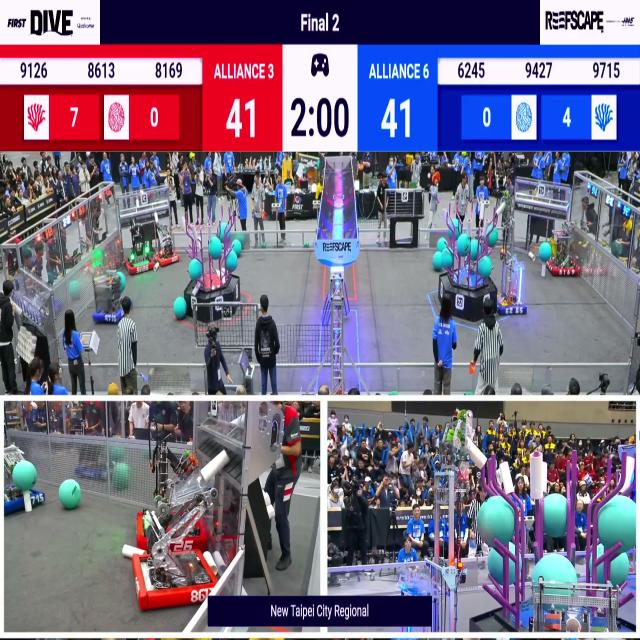 FIRST DIVE
Qualcomm
Final 2
REEFSCAPE
9126 8613 8169
ALLIANCE 3
ALLIANCE 6
6245 9427 9715
7 0
41
2:00
41
0 4
REEFSCAPE
New Taipei City Regional